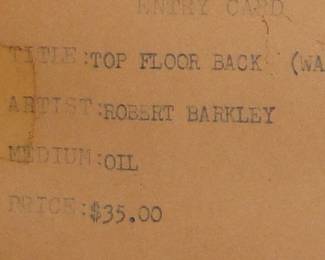 ENTRY CARD
TITLE:TOP FLOOR BACK (WA
ARTIST:ROBERT BARKLEY
MEDIUM:OIL
PRICE:$35.00